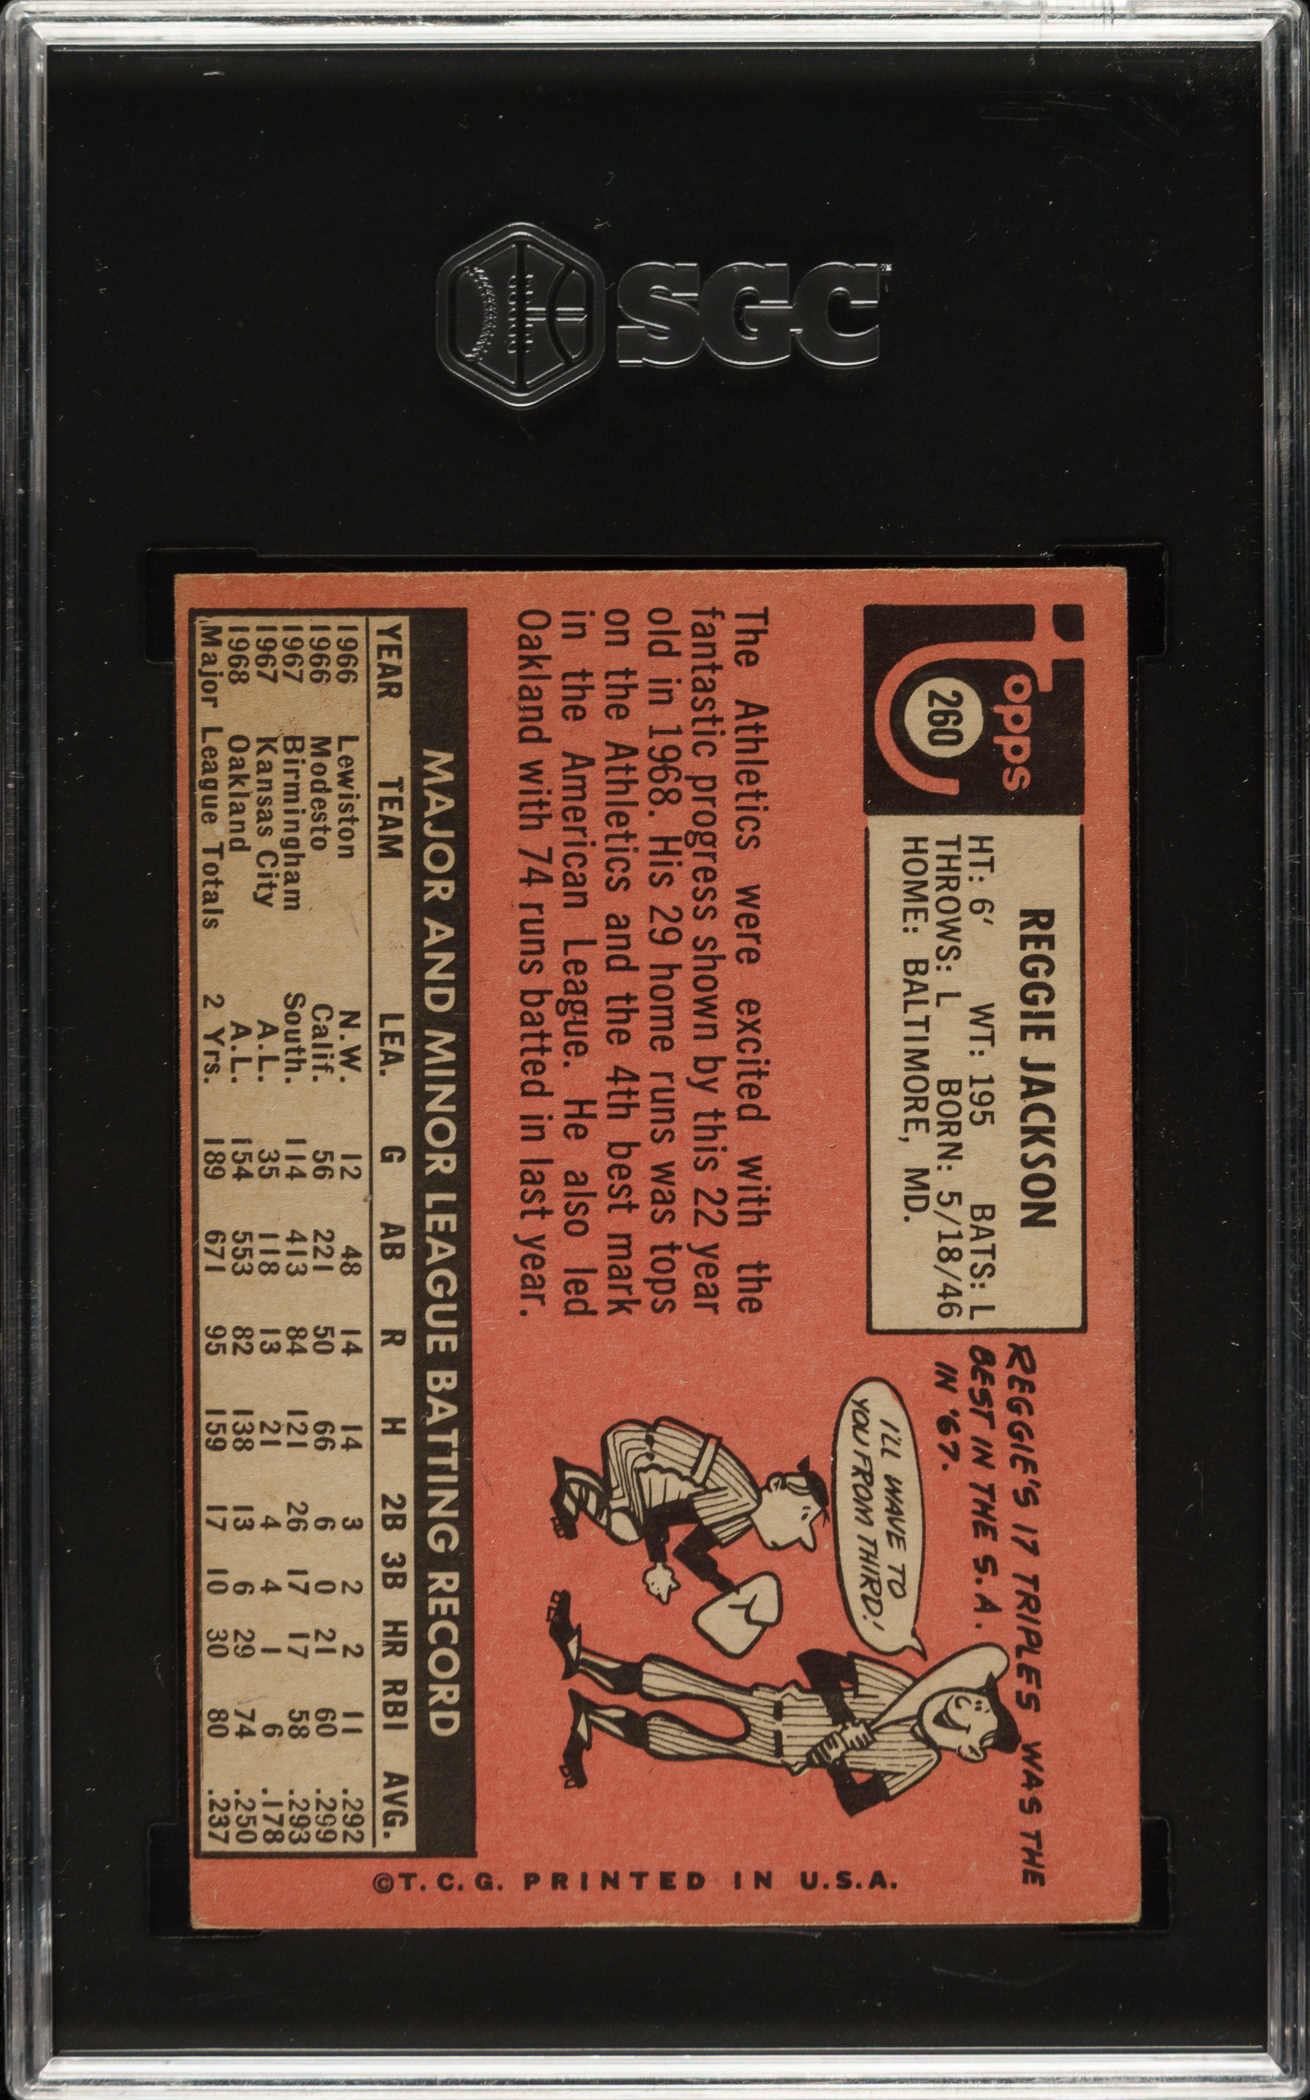 SGC
Topps
260
REGGIE JACKSON
HT: 6' WT: 195 BATS: L
THROWS: L BORN: 5/18/46
HOME: BALTIMORE, MD.
REGGIE'S 17 TRIPLES WAS THE
BEST IN THE S.A.
IN '67.
I'LL WAVE TO
YOU FROM THIRD!
The Athletics were excited with the
fantastic progress shown by this 22 year
old in 1968. His 29 home runs was tops
on the Athletics and the 4th best mark
in the American League. He also led
Oakland with 74 runs batted in last year.
MAJOR AND MINOR LEAGUE BATTING RECORD
YEAR TEAM LEA. G AB R H 2B 3B HR RBI AVG.
1966 Lewiston N.W. 12 48 14 14 3 2 2 11 .292
1966 Modesto Calif. 56 221 50 66 6 0 21 60 .299
1967 Birmingham South. 114 413 84 121 26 17 17 58 .293
1967 Kansas City A.L. 35 118 13 21 4 4 1 6 .178
1968 Oakland A.L. 154 553 82 138 13 6 29 74 .250
Major League Totals 2 Yrs. 189 671 95 159 17 10 30 80 .237
©T.C.G. PRINTED IN U.S.A.